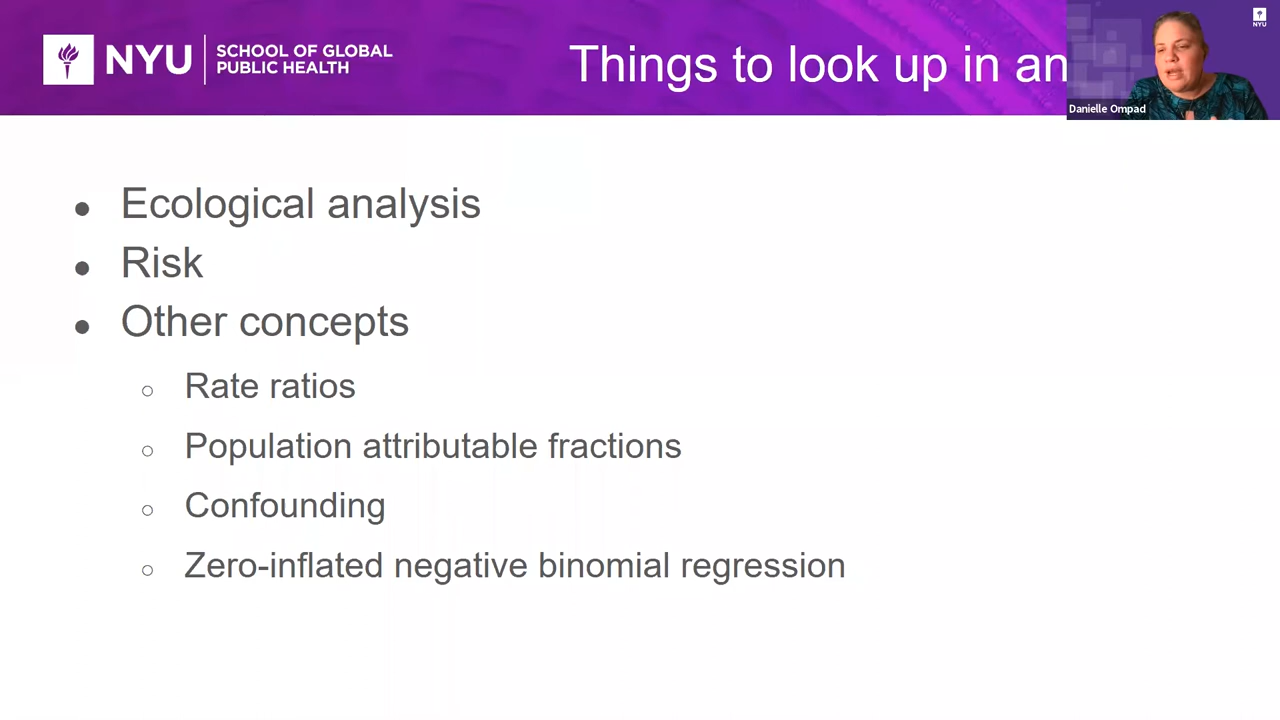 NYU
SCHOOL OF GLOBAL
PUBLIC HEALTH
Things to look up in an
NYU
Danielle Ompad
● Ecological analysis
● Risk
● Other concepts
○ Rate ratios
○ Population attributable fractions
○ Confounding
○ Zero-inflated negative binomial regression